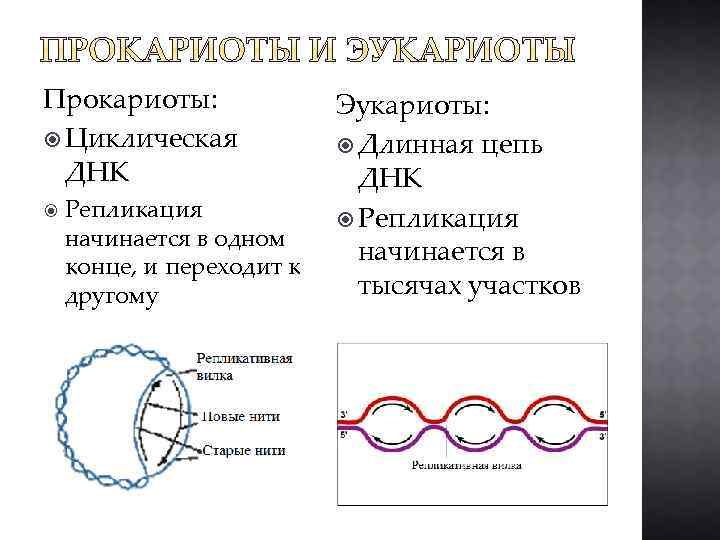 ПРОКАРИОТЫ И ЭУКАРИОТЫ
Прокариоты:
Циклическая
ДНК
Репликация
начинается в одном
конце, и переходит к
другому
Эукариоты:
Длинная цепь
ДНК
Репликация
начинается в
тысячах участков
Репликативная
вилка
Новые нити
Старые нити
3' 5'
5' 3'
Репликативная вилка